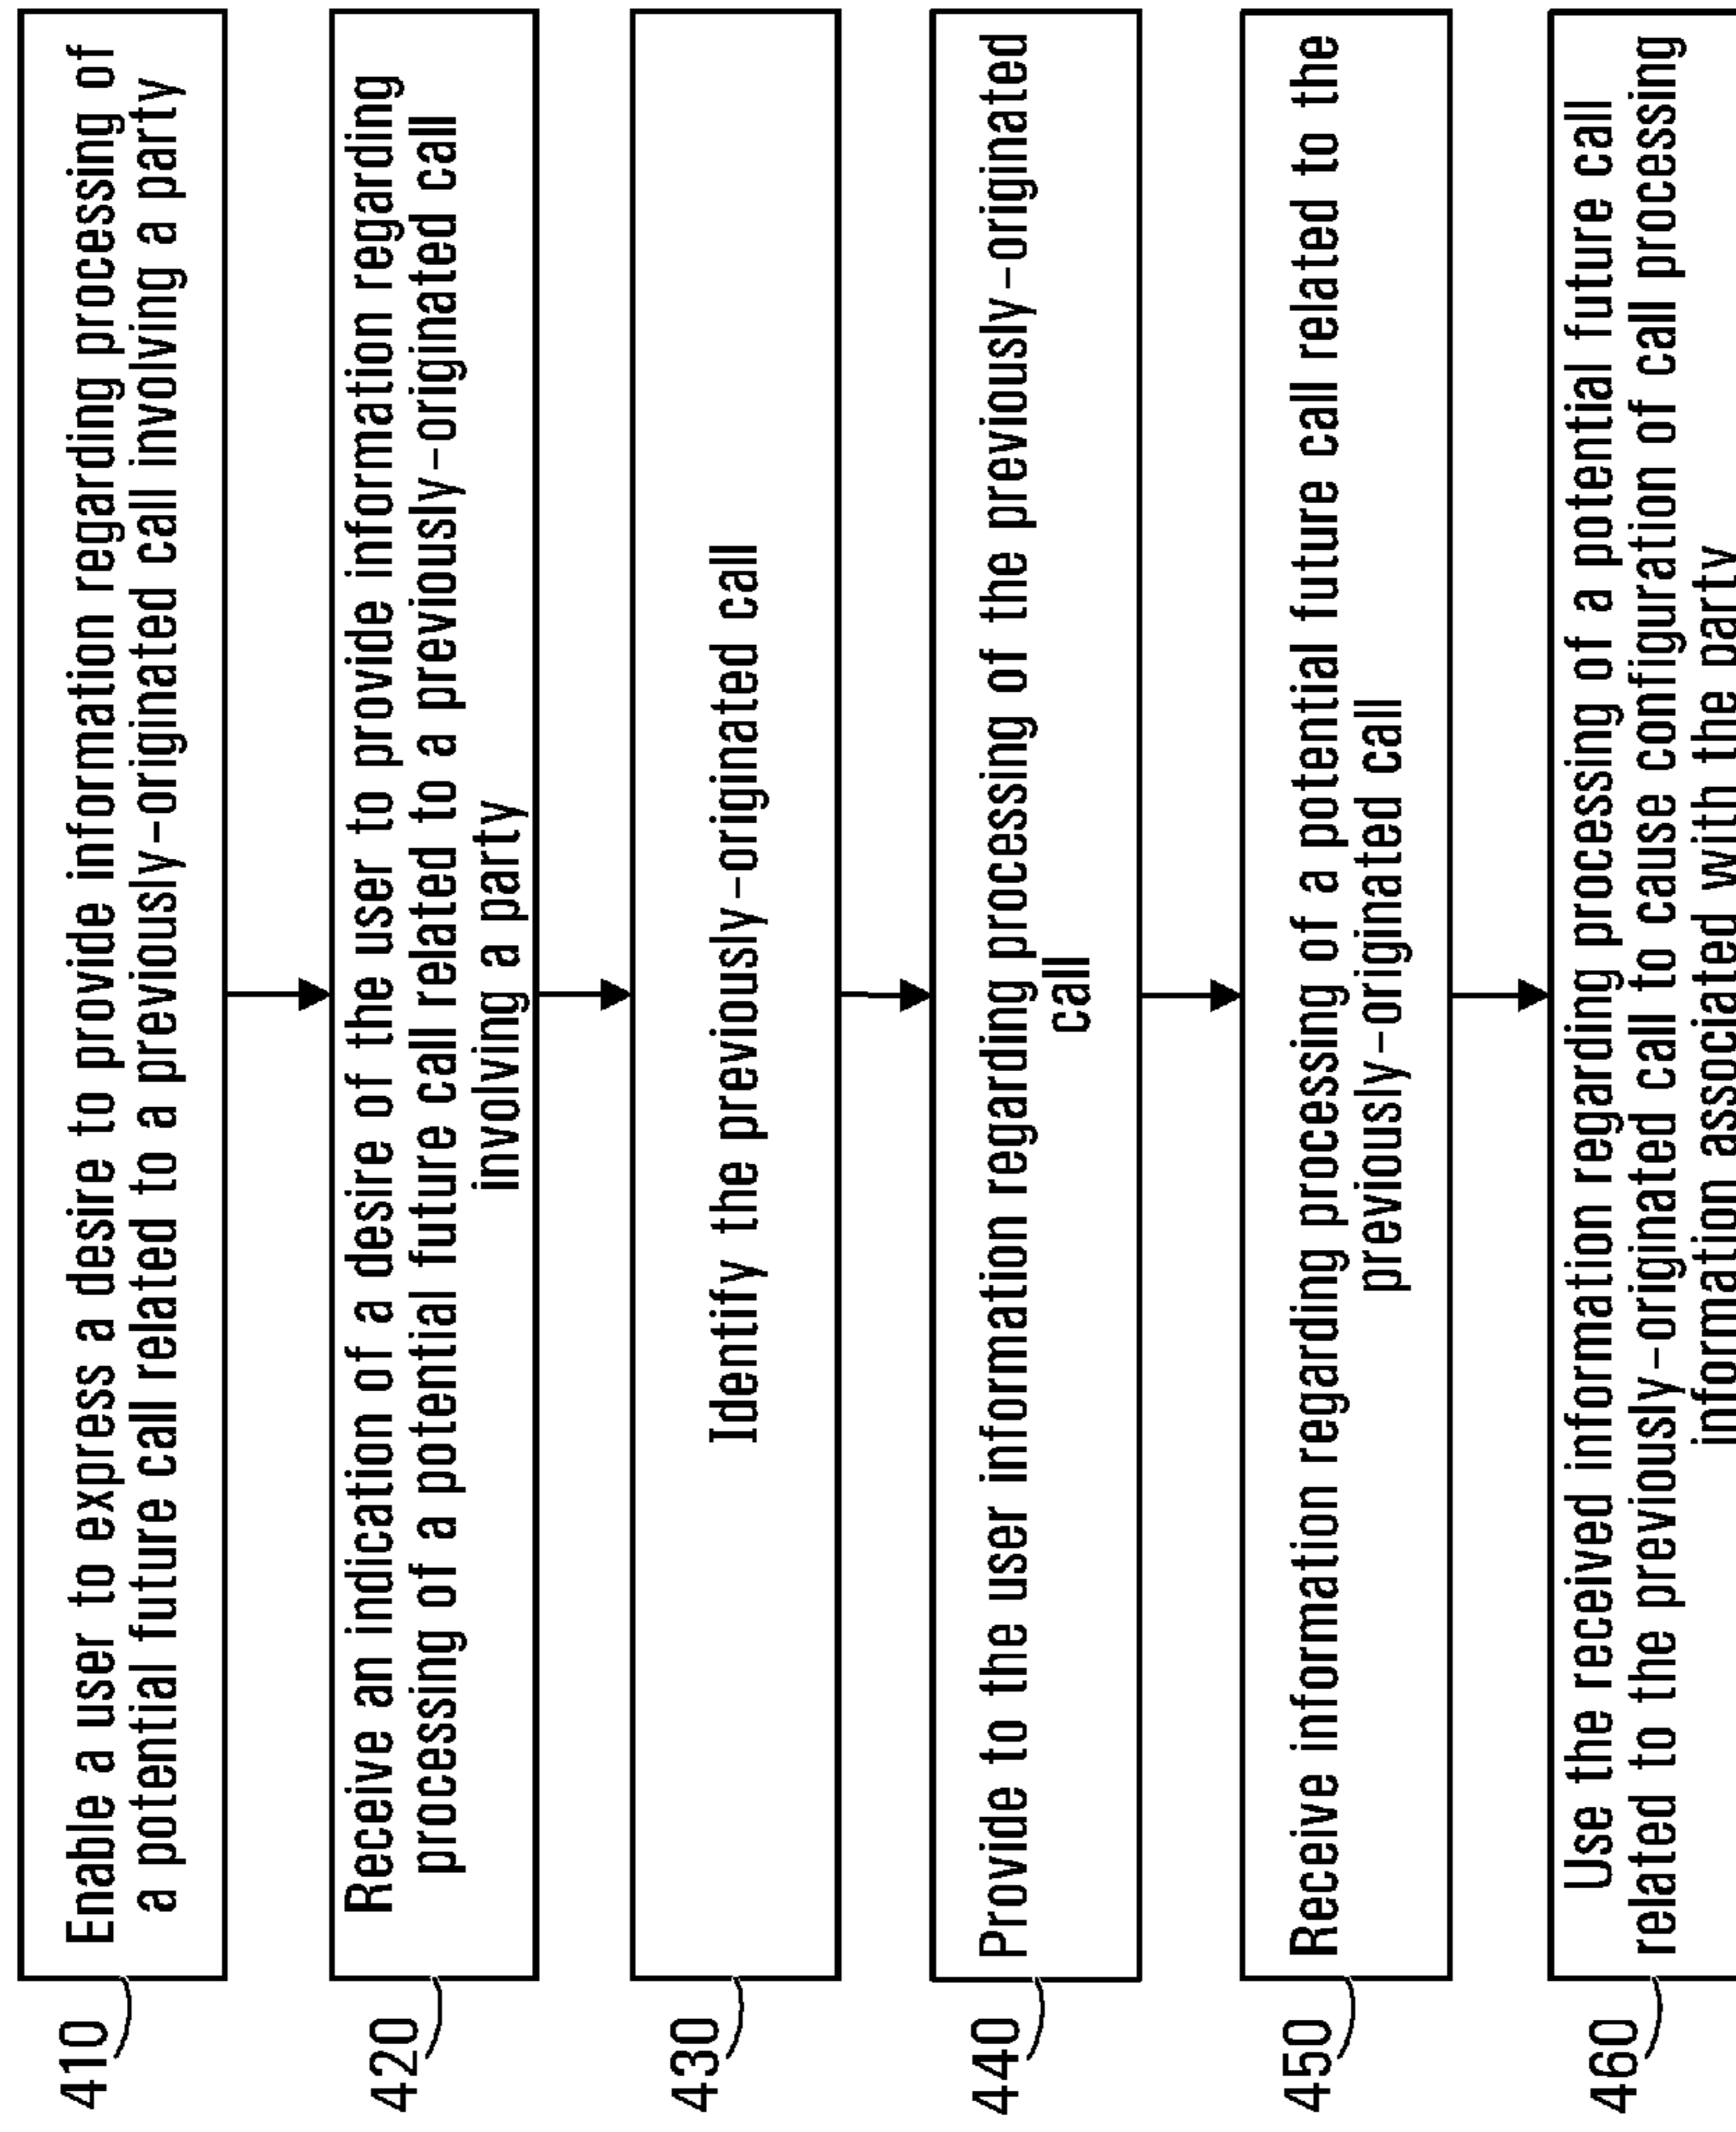 410
Enable a user to express a desire to provide information regarding processing of
a potential future call related to a previously-originated call involving a party
420
Receive an indication of a desire of the user to provide information regarding
processing of a potential future call related to a previously-originated call
involving a party
430
Identify the previously-originated call
440
Provide to the user information regarding processing of the previously-originated
call
450
Receive information regarding processing of a potential future call related to the
previously-originated call
460
Use the received information regarding processing of a potential future call
related to the previously-originated call to cause configuration of call processing
information associated with the party